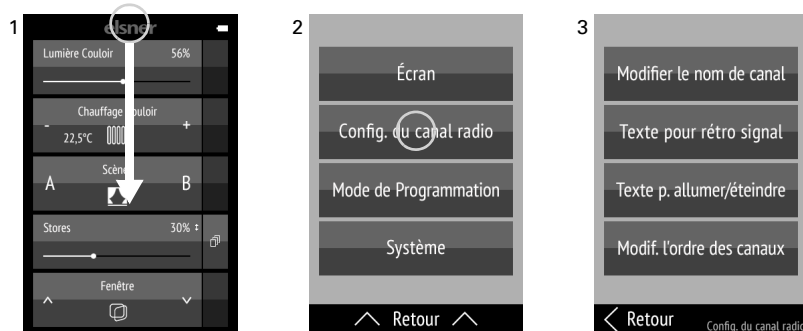 1
elsner
Lumière Couloir 56%
Chauffage Couloir
- 22,5°C +
A Scène B
Stores 30%
Fenêtre
2
Écran
Config. du canal radio
Mode de Programmation
Système
Retour
3
Modifier le nom de canal
Texte pour rétro signal
Texte p. allumer/éteindre
Modif. l'ordre des canaux
Retour Config. du canal radio